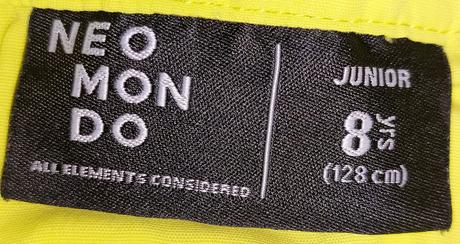 NEO
MON
DO
ALL ELEMENTS CONSIDERED
JUNIOR
8 yrs
(128 cm)